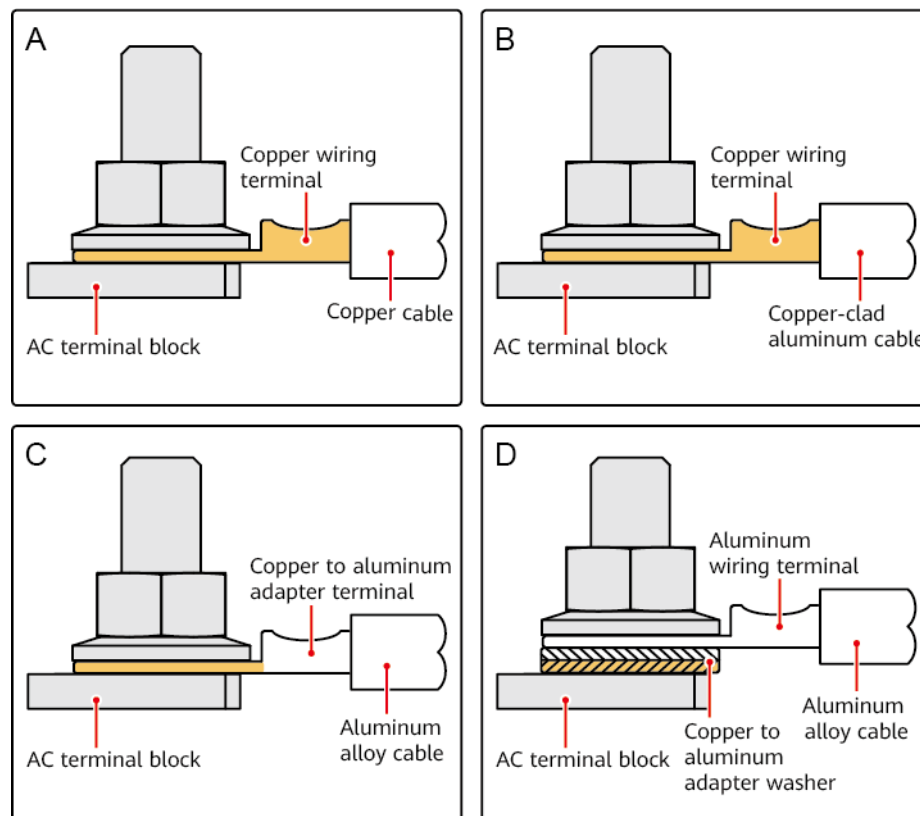 A
Copper wiring
terminal
Copper cable
AC terminal block
B
Copper wiring
terminal
Copper-clad
aluminum cable
AC terminal block
C
Copper to aluminum
adapter terminal
Aluminum
alloy cable
AC terminal block
D
Aluminum
wiring terminal
Aluminum
alloy cable
Copper to
aluminum
adapter washer
AC terminal block